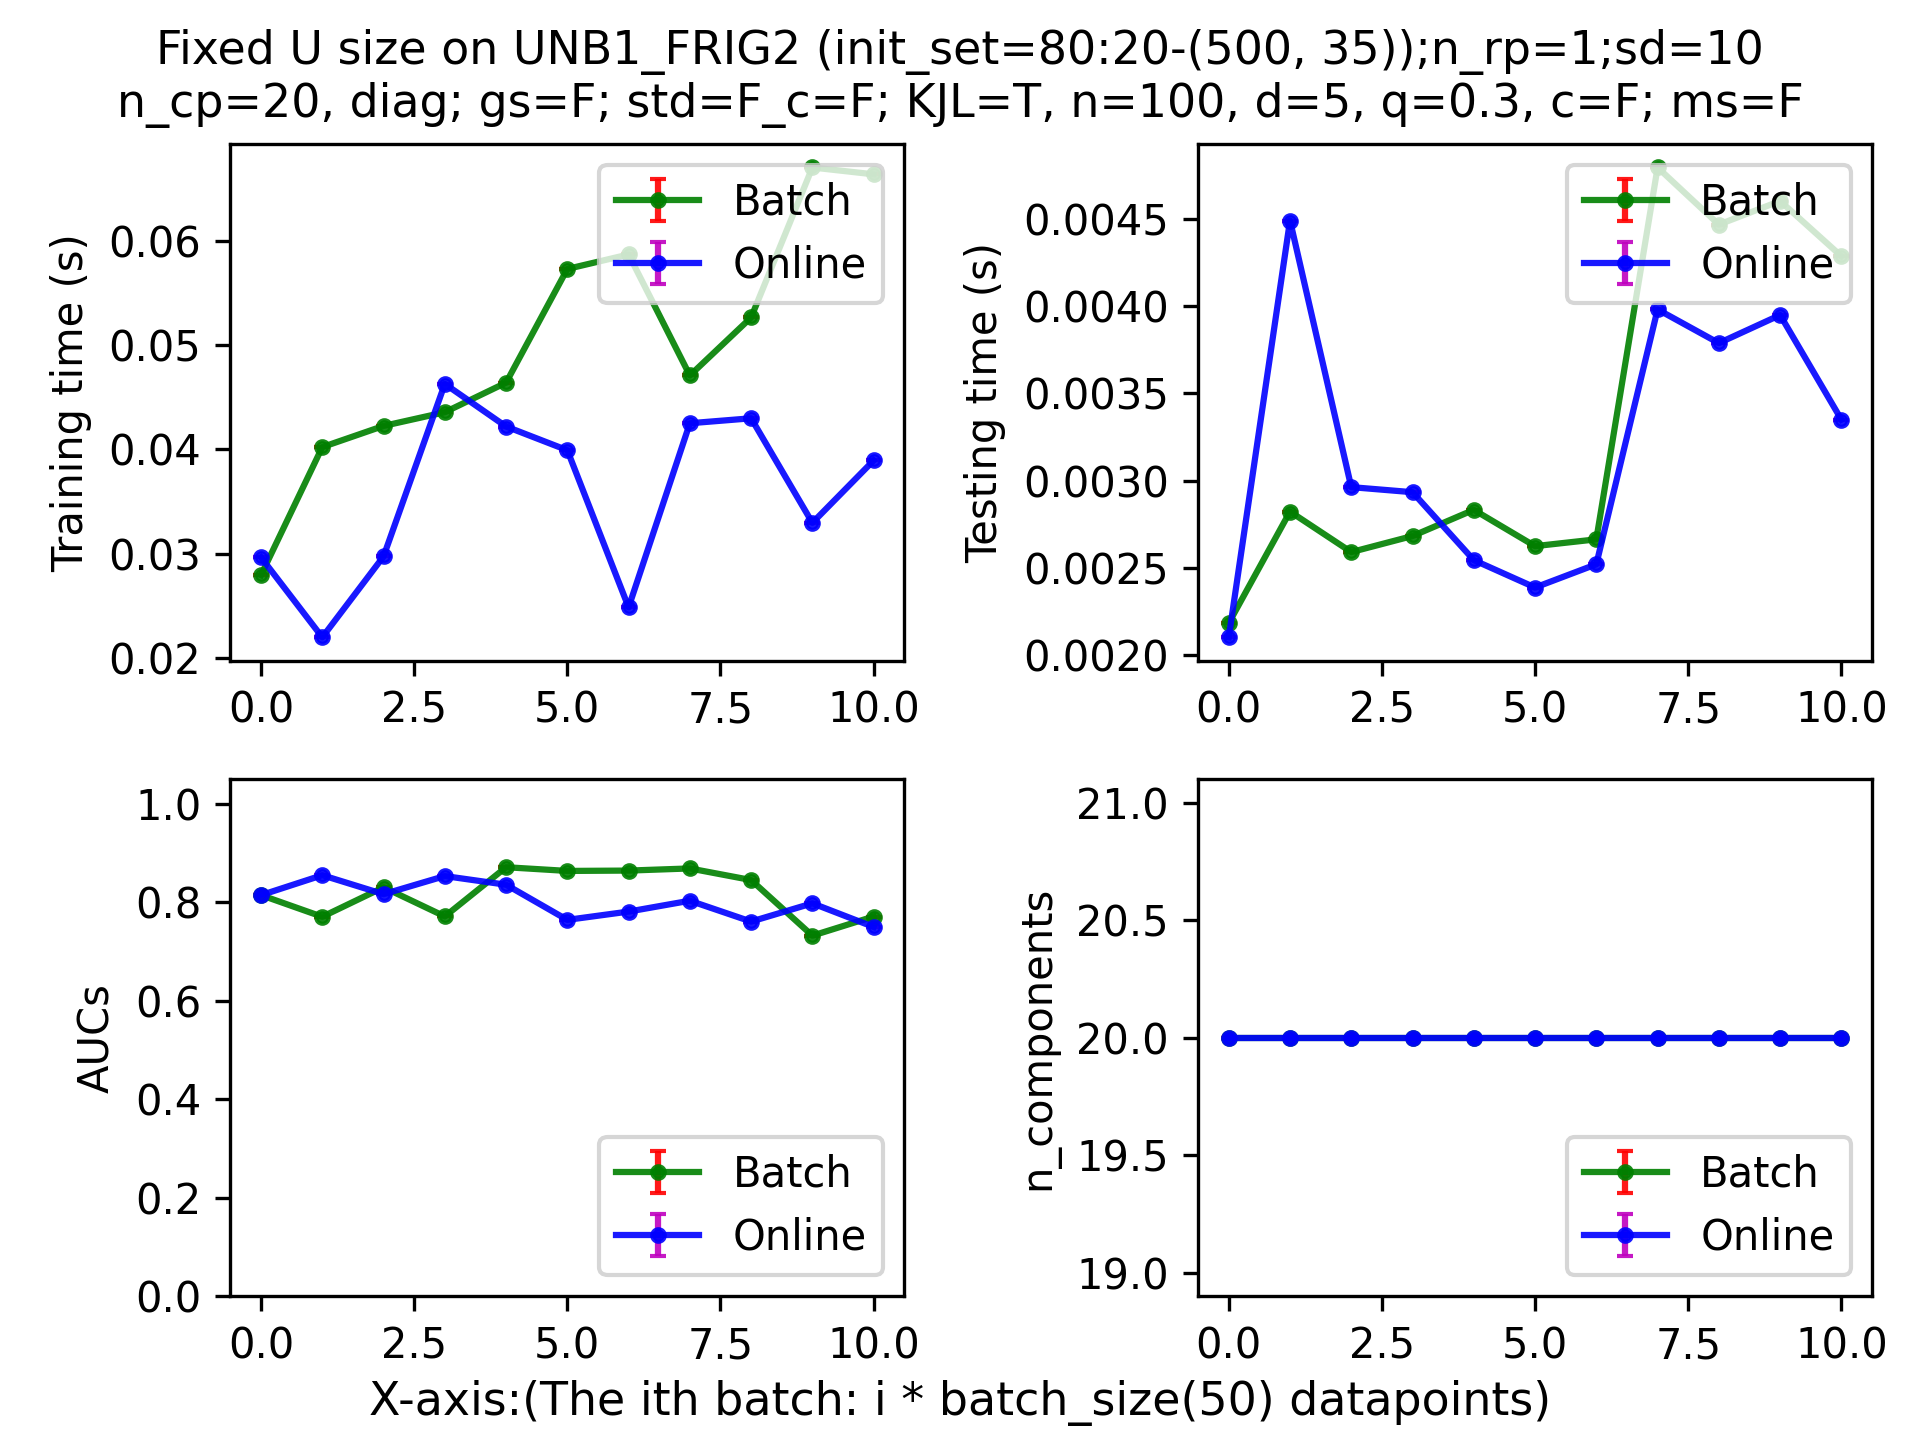 Fixed U size on UNB1_FRIG2 (init_set=80:20-(500, 35));n_rp=1;sd=10
n_cp=20, diag; gs=F; std=F_c=F; KJL=T, n=100, d=5, q=0.3, c=F; ms=F
Training time (s)
0.06
0.05
0.04
0.03
0.02
0.0 2.5 5.0 7.5 10.0
Batch
Online
Testing time (s)
0.0045
0.0040
0.0035
0.0030
0.0025
0.0020
0.0 2.5 5.0 7.5 10.0
Batch
Online
AUCs
1.0
0.8
0.6
0.4
0.2
0.0
0.0 2.5 5.0 7.5 10.0
Batch
Online
n_components
21.0
20.5
20.0
19.5
19.0
0.0 2.5 5.0 7.5 10.0
Batch
Online
X-axis:(The ith batch: i * batch_size(50) datapoints)